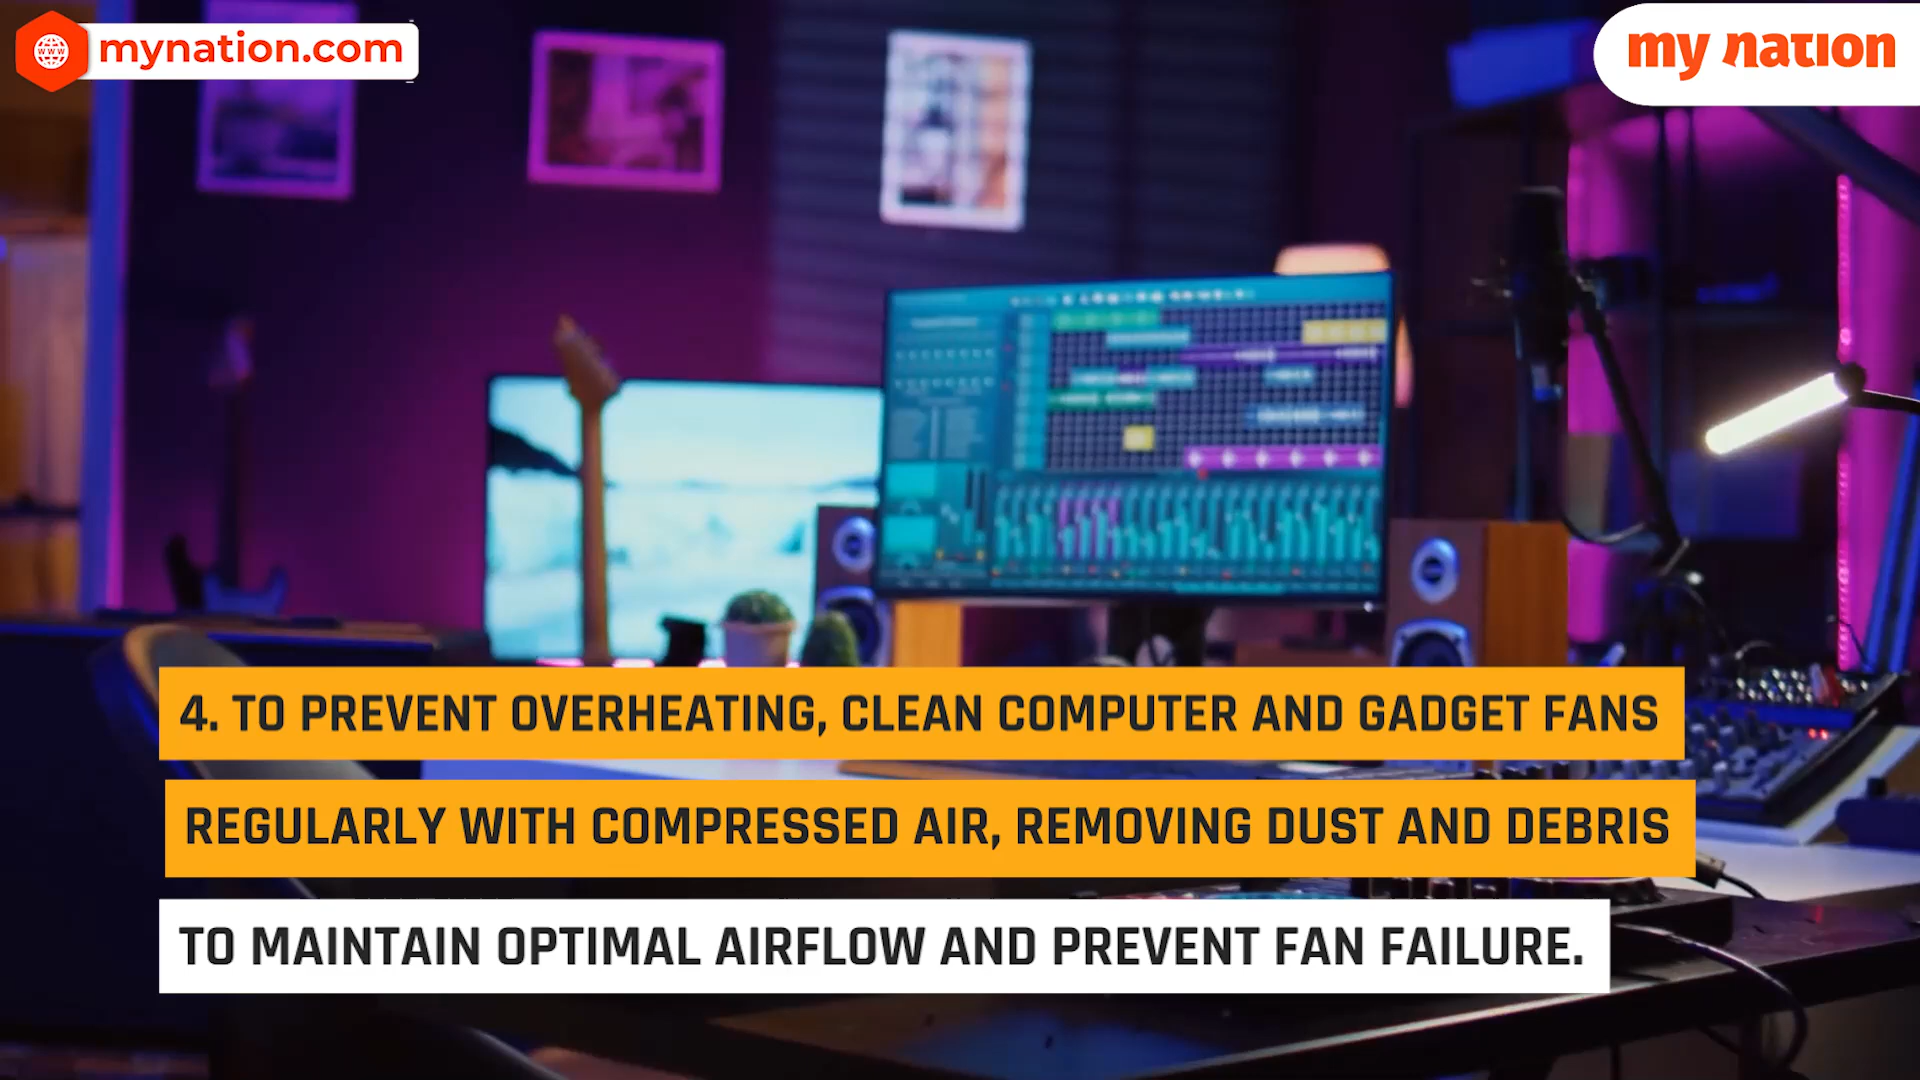 www
mynation.com
my nation
4. TO PREVENT OVERHEATING, CLEAN COMPUTER AND GADGET FANS
REGULARLY WITH COMPRESSED AIR, REMOVING DUST AND DEBRIS
TO MAINTAIN OPTIMAL AIRFLOW AND PREVENT FAN FAILURE.